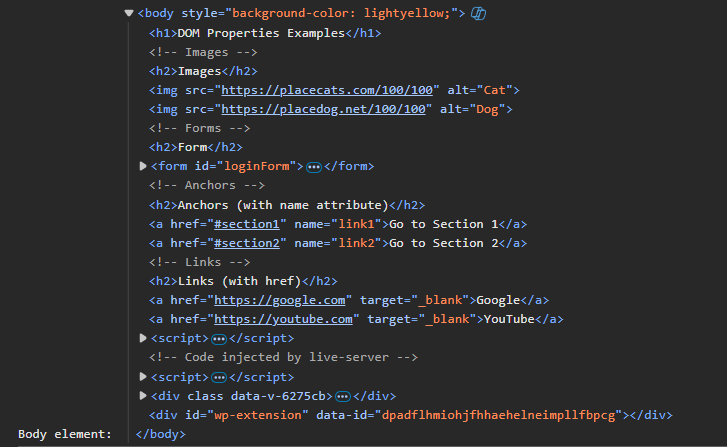 <body style="background-color: lightyellow;">
<h1>DOM Properties Examples</h1>
<!-- Images -->
<h2>Images</h2>
<img src="https://placecats.com/100/100" alt="Cat">
<img src="https://placedog.net/100/100" alt="Dog">
<!-- Forms -->
<h2>Form</h2>
<form id="loginForm">⋯</form>
<!-- Anchors -->
<h2>Anchors (with name attribute)</h2>
<a href="#section1" name="link1">Go to Section 1</a>
<a href="#section2" name="link2">Go to Section 2</a>
<!-- Links -->
<h2>Links (with href)</h2>
<a href="https://google.com" target="_blank">Google</a>
<a href="https://youtube.com" target="_blank">YouTube</a>
<script>⋯</script>
<!-- Code injected by live-server -->
<script>⋯</script>
<div class data-v-6275cb>⋯</div>
<div id="wp-extension" data-id="dpadflhmiohjfhhaehelneimpllfbpcg"></div>
Body element: </body>